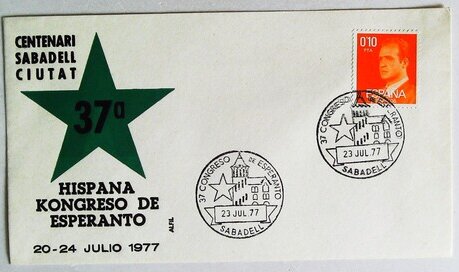 CENTENARI
SABADELL
CIUTAT
37ª
HISPANA
KONGRESO DE
ESPERANTO
20-24 JULIO 1977
ALFIL
0'10
PTA
ESPAÑA
37 CONGRESO DE ESPERANTO
23 JUL 77
SABADELL
37 CONGRESO DE ESPERANTO
23 JUL 77
SABADELL